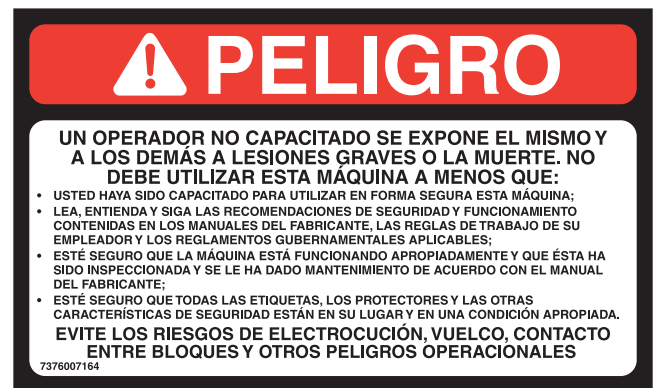 PELIGRO
UN OPERADOR NO CAPACITADO SE EXPONE EL MISMO Y
A LOS DEMÁS A LESIONES GRAVES O LA MUERTE. NO
DEBE UTILIZAR ESTA MÁQUINA A MENOS QUE:
• USTED HAYA SIDO CAPACITADO PARA UTILIZAR EN FORMA SEGURA ESTA MÁQUINA;
• LEA, ENTIENDA Y SIGA LAS RECOMENDACIONES DE SEGURIDAD Y FUNCIONAMIENTO
CONTENIDAS EN LOS MANUALES DEL FABRICANTE, LAS REGLAS DE TRABAJO DE SU
EMPLEADOR Y LOS REGLAMENTOS GUBERNAMENTALES APLICABLES;
• ESTÉ SEGURO QUE LA MÁQUINA ESTÁ FUNCIONANDO APROPIADAMENTE Y QUE ÉSTA HA
SIDO INSPECCIONADA Y SE LE HA DADO MANTENIMIENTO DE ACUERDO CON EL MANUAL
DEL FABRICANTE;
• ESTÉ SEGURO QUE TODAS LAS ETIQUETAS, LOS PROTECTORES Y LAS OTRAS
CARACTERÍSTICAS DE SEGURIDAD ESTÁN EN SU LUGAR Y EN UNA CONDICIÓN APROPIADA.
EVITE LOS RIESGOS DE ELECTROCUCIÓN, VUELCO, CONTACTO
ENTRE BLOQUES Y OTROS PELIGROS OPERACIONALES
7376007164